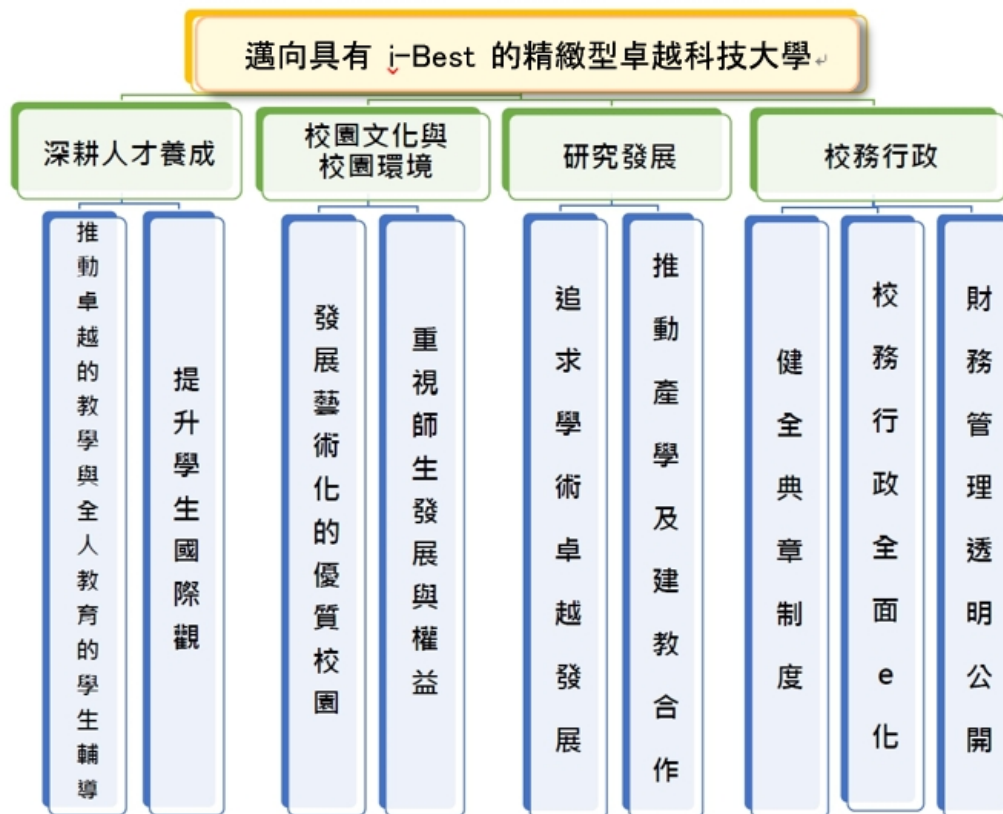 邁向具有 i-Best 的精緻型卓越科技大學
深耕人才養成
校園文化與
校園環境
研究發展
校務行政
推動卓越的教學與全人教育的學生輔導
提升學生國際觀
發展藝術化的優質校園
重視師生發展與權益
追求學術卓越發展
推動產學及建教合作
健全典章制度
校務行政全面e化
財務管理透明公開